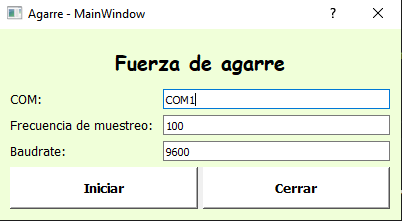 Agarre - MainWindow ?
Fuerza de agarre
COM: COM1
Frecuencia de muestreo: 100
Baudrate: 9600
Iniciar Cerrar